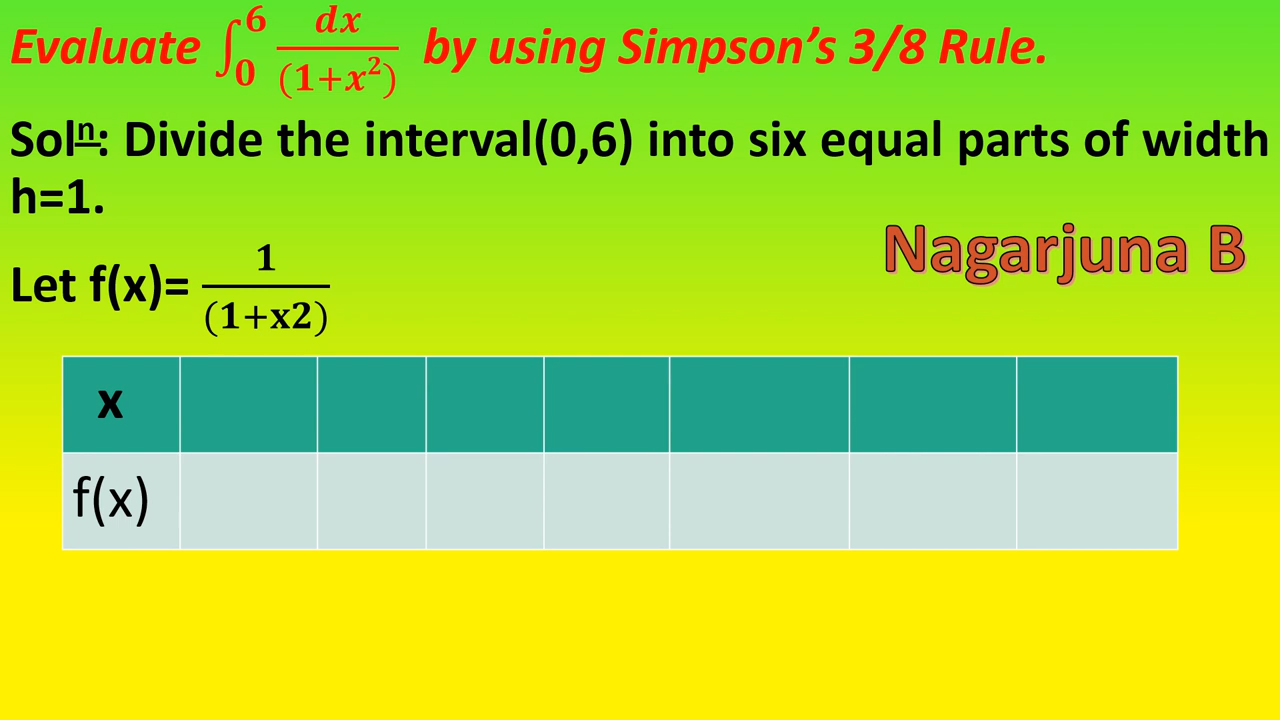 Evaluate ∫₀⁶ dx/(1+x²) by using Simpson's 3/8 Rule.
Solⁿ: Divide the interval(0,6) into six equal parts of width
h=1.
Nagarjuna B
Let f(x)= 1/(1+x2)
x
f(x)